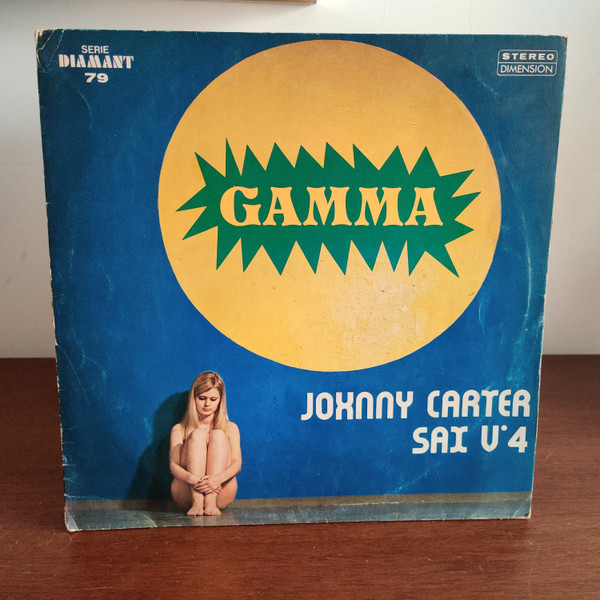 SERIE
DIAMANT
79
STEREO
DIMENSION
GAMMA
JOHNNY CARTER
SAX V°4